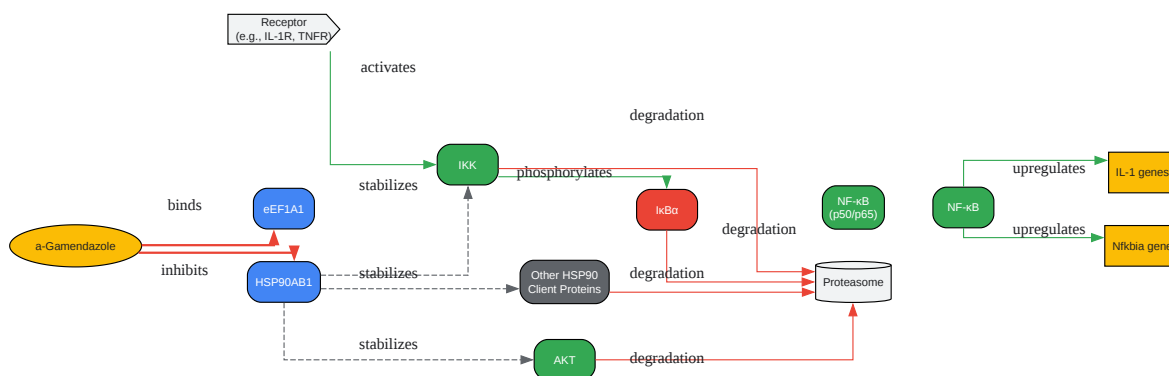 Receptor
(e.g., IL-1R, TNFR)
activates
degradation
IKK
phosphorylates
stabilizes
upregulates
IL-1 genes
binds
eEF1A1
IκBα
NF-κB
(p50/p65)
NF-κB
degradation
upregulates
a-Gamendazole
Nfkbia gene
inhibits
HSP90AB1
stabilizes
Other HSP90
Client Proteins
degradation
Proteasome
stabilizes
AKT
degradation